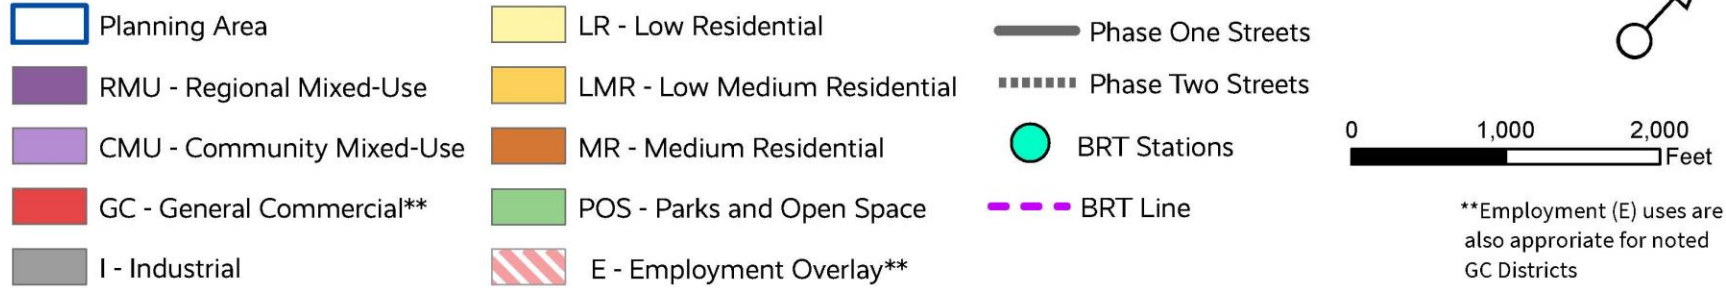 Planning Area
RMU - Regional Mixed-Use
CMU - Community Mixed-Use
GC - General Commercial**
I - Industrial
LR - Low Residential
LMR - Low Medium Residential
MR - Medium Residential
POS - Parks and Open Space
E - Employment Overlay**
Phase One Streets
Phase Two Streets
BRT Stations
BRT Line
0 1,000 2,000
Feet
**Employment (E) uses are
also approriate for noted
GC Districts